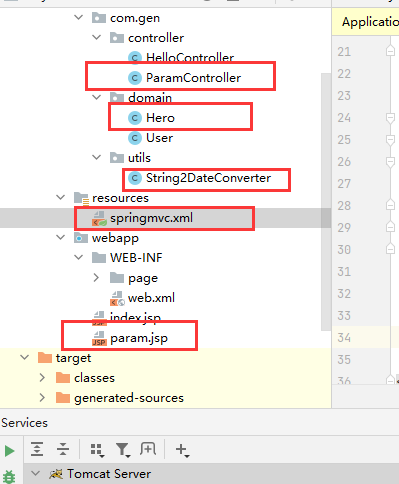 com.gen
Application
controller
HelloController
ParamController
domain
Hero
User
utils
String2DateConverter
resources
springmvc.xml
webapp
WEB-INF
page
web.xml
index.jsp
param.jsp
target
classes
generated-sources
21
22
23
24
25
26
27
28
29
30
31
32
33
34
35
36
Services
Tomcat Server